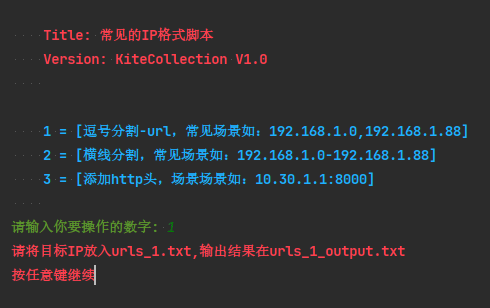 Title: 常见的IP格式脚本
Version: KiteCollection V1.0
1 = [逗号分割-url, 常见场景如: 192.168.1.0,192.168.1.88]
2 = [横线分割, 常见场景如: 192.168.1.0-192.168.1.88]
3 = [添加http头, 场景场景如: 10.30.1.1:8000]
请输入你要操作的数字: 1
请将目标IP放入urls_1.txt,输出结果在urls_1_output.txt
按任意键继续